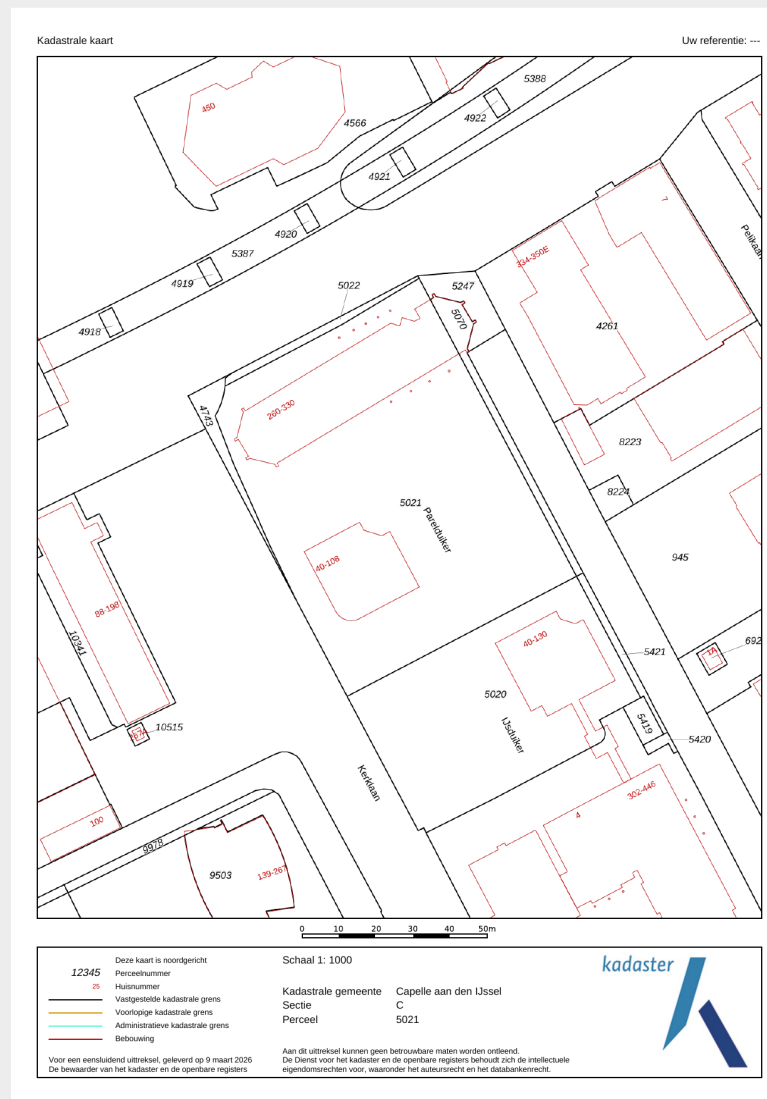 Kadastrale kaart
Uw referentie: ---
5388
450
4922
4566
4921
7
4920
5387
334-350E
4919
5022
5247
5070
4918
4261
260-330
4743
8223
8224
5021
Parelduiker
945
40-108
88-198
10341
40-130
1A
692
5421
5020
5419
10515
IJsduiker
5420
Kerklaan
302-446
4
100
9978
9503
139-267
0 10 20 30 40 50m
Deze kaart is noordgericht
12345 Perceelnummer
25 Huisnummer
Vastgestelde kadastrale grens
Voorlopige kadastrale grens
Administratieve kadastrale grens
Bebouwing
Voor een eensluidend uittreksel, geleverd op 9 maart 2026
De bewaarder van het kadaster en de openbare registers
Schaal 1: 1000
Kadastrale gemeente Capelle aan den IJssel
Sectie C
Perceel 5021
Aan dit uittreksel kunnen geen betrouwbare maten worden ontleend.
De Dienst voor het kadaster en de openbare registers behoudt zich de intellectuele
eigendomsrechten voor, waaronder het auteursrecht en het databankenrecht.
kadaster